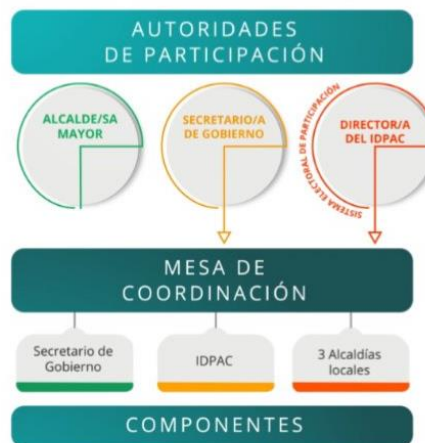 AUTORIDADES
DE PARTICIPACIÓN
ALCALDE/SA
MAYOR
SECRETARIO/A
DE GOBIERNO
SISTEMA ELECTORAL DE PARTICIPACIÓN
DIRECTOR/A
DEL IDPAC
MESA DE
COORDINACIÓN
Secretario de
Gobierno
IDPAC
3 Alcaldías
locales
COMPONENTES